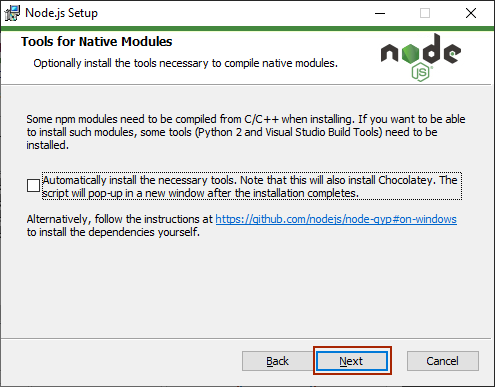 Node.js Setup
Tools for Native Modules
Optionally install the tools necessary to compile native modules.
node
JS
Some npm modules need to be compiled from C/C++ when installing. If you want to be able
to install such modules, some tools (Python 2 and Visual Studio Build Tools) need to be
installed.
Automatically install the necessary tools. Note that this will also install Chocolatey. The
script will pop-up in a new window after the installation completes.
Alternatively, follow the instructions at https://github.com/nodejs/node-gyp#on-windows
to install the dependencies yourself.
Back Next Cancel